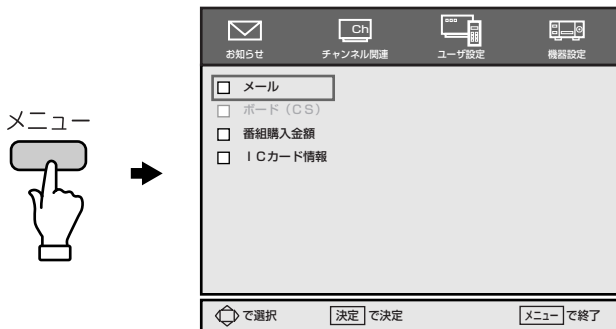 メニュー
Ch
お知らせ チャンネル関連 ユーザ設定 機器設定
メール
ボード（CS）
番組購入金額
ICカード情報
で選択 決定 で決定 メニュー で終了